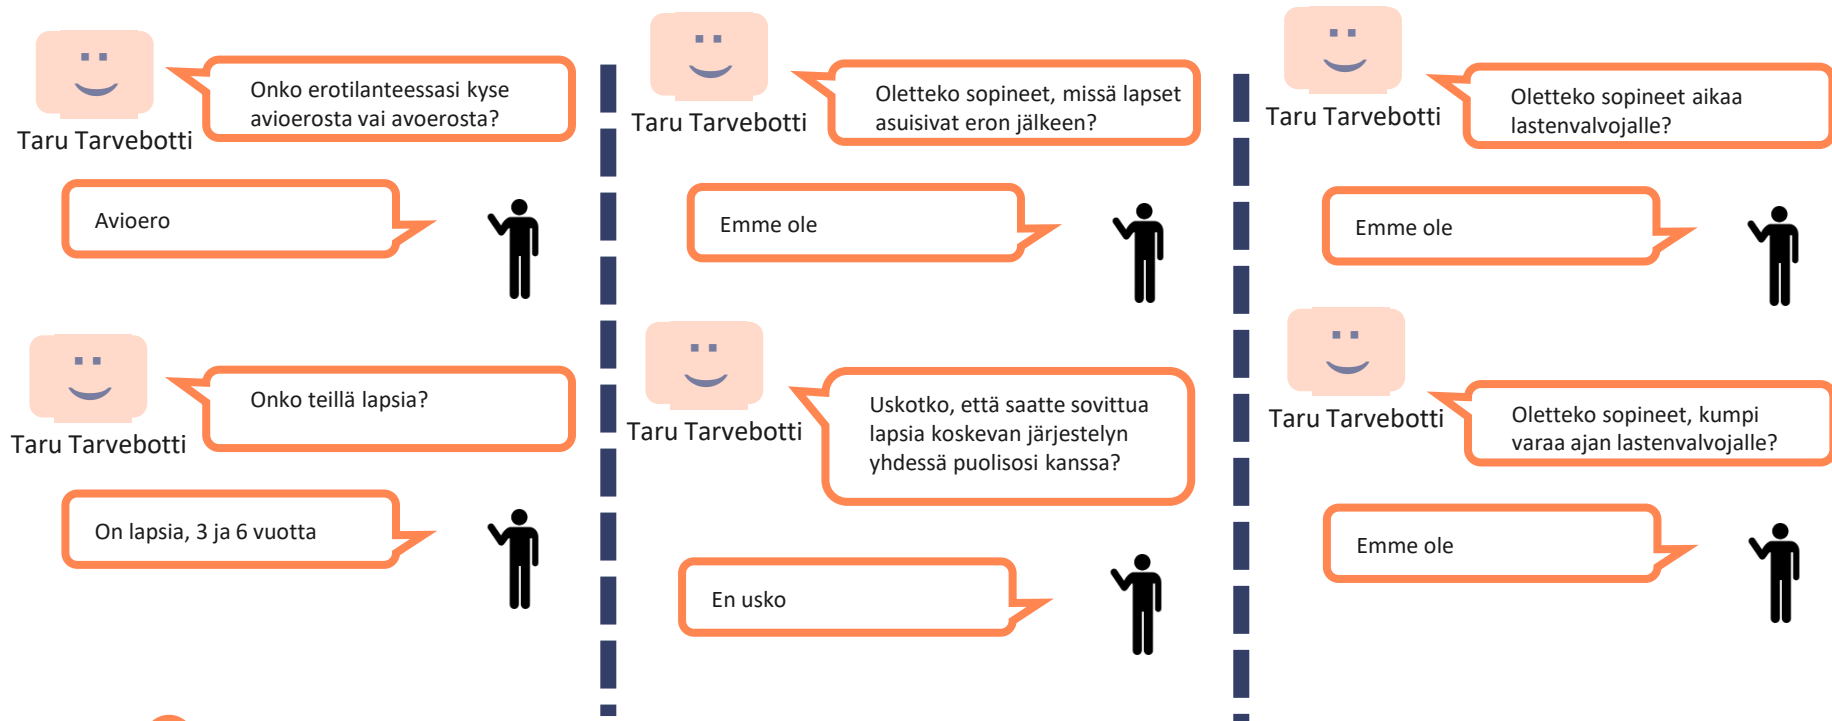 Onko erotilanteessasi kyse
avioerosta vai avoerosta?
Taru Tarvebotti
Avioero
Onko teillä lapsia?
Taru Tarvebotti
On lapsia, 3 ja 6 vuotta
Oletteko sopineet, missä lapset
asuisivat eron jälkeen?
Taru Tarvebotti
Emme ole
Uskotko, että saatte sovittua
lapsia koskevan järjestelyn
yhdessä puolisosi kanssa?
Taru Tarvebotti
En usko
Oletteko sopineet aikaa
lastenvalvojalle?
Taru Tarvebotti
Emme ole
Oletteko sopineet, kumpi
varaa ajan lastenvalvojalle?
Taru Tarvebotti
Emme ole